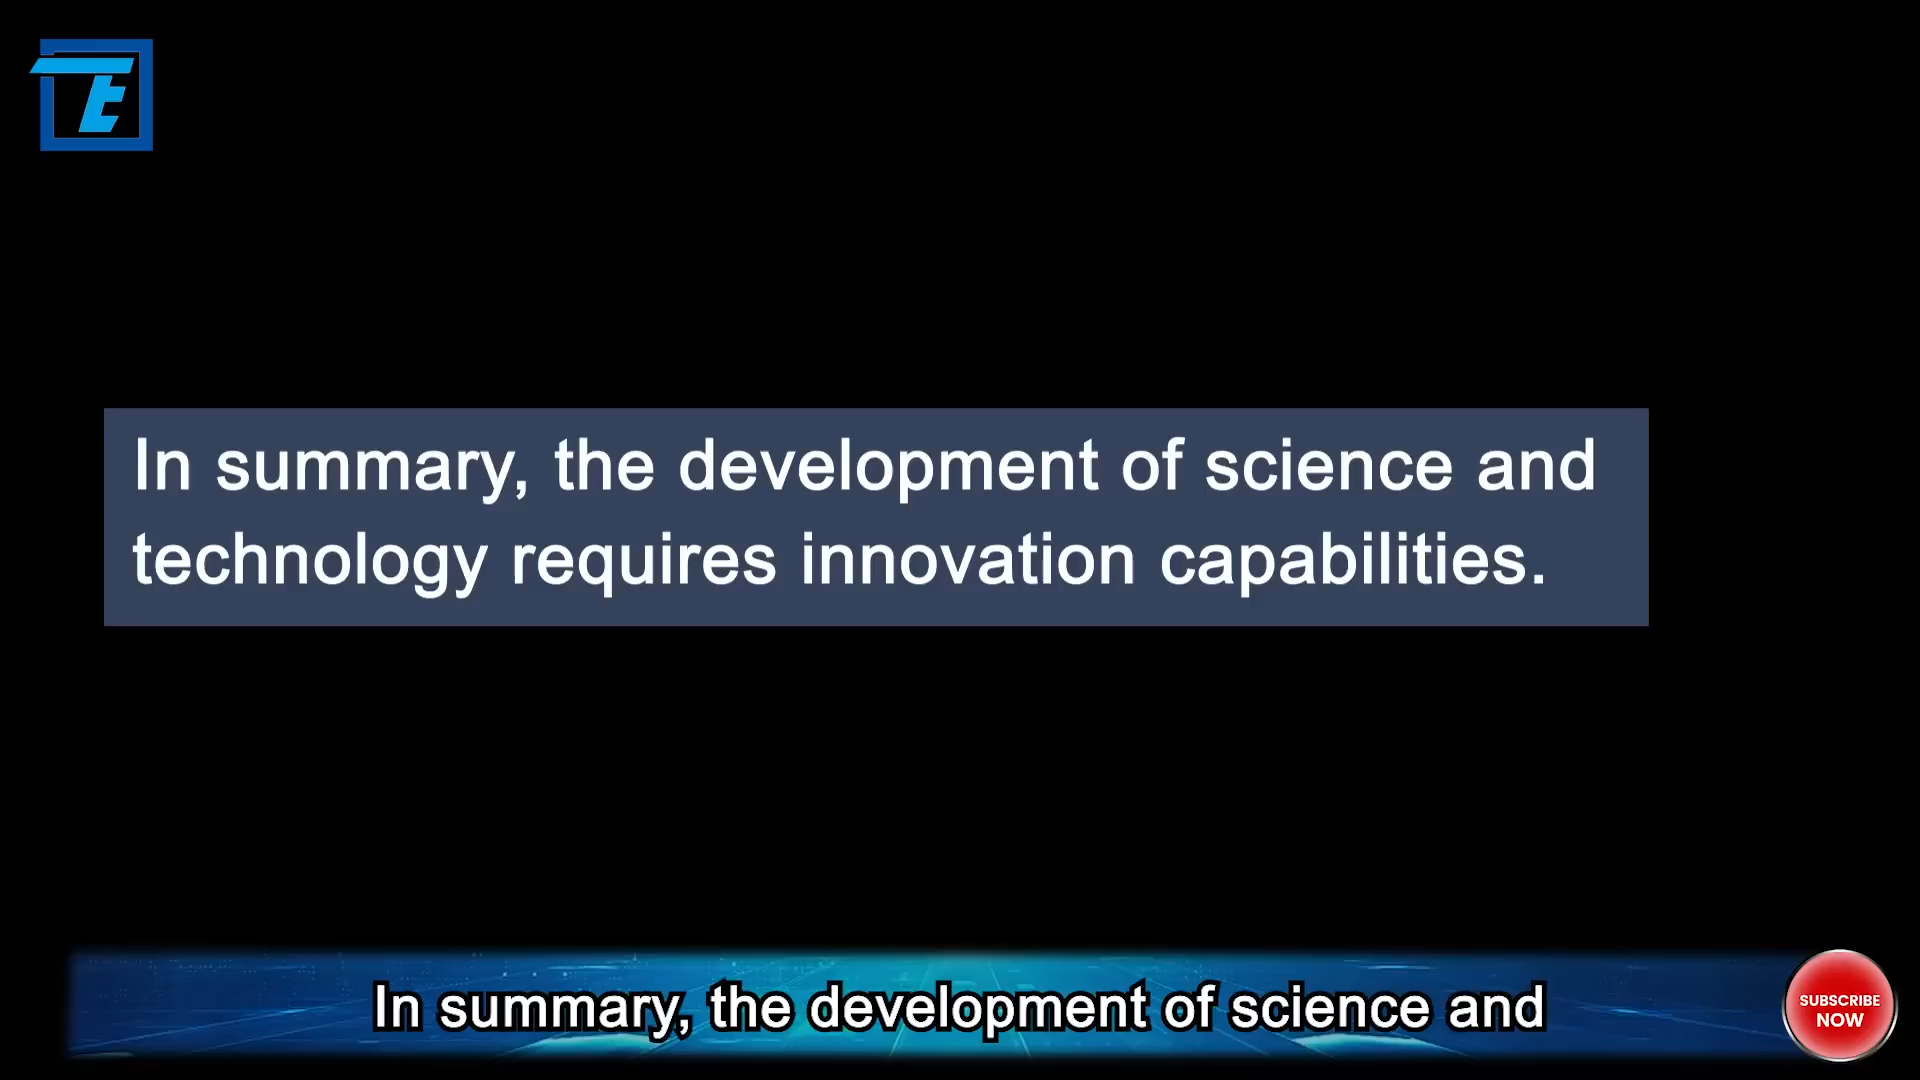 TE
In summary, the development of science and
technology requires innovation capabilities.
In summary, the development of science and
SUBSCRIBE
NOW